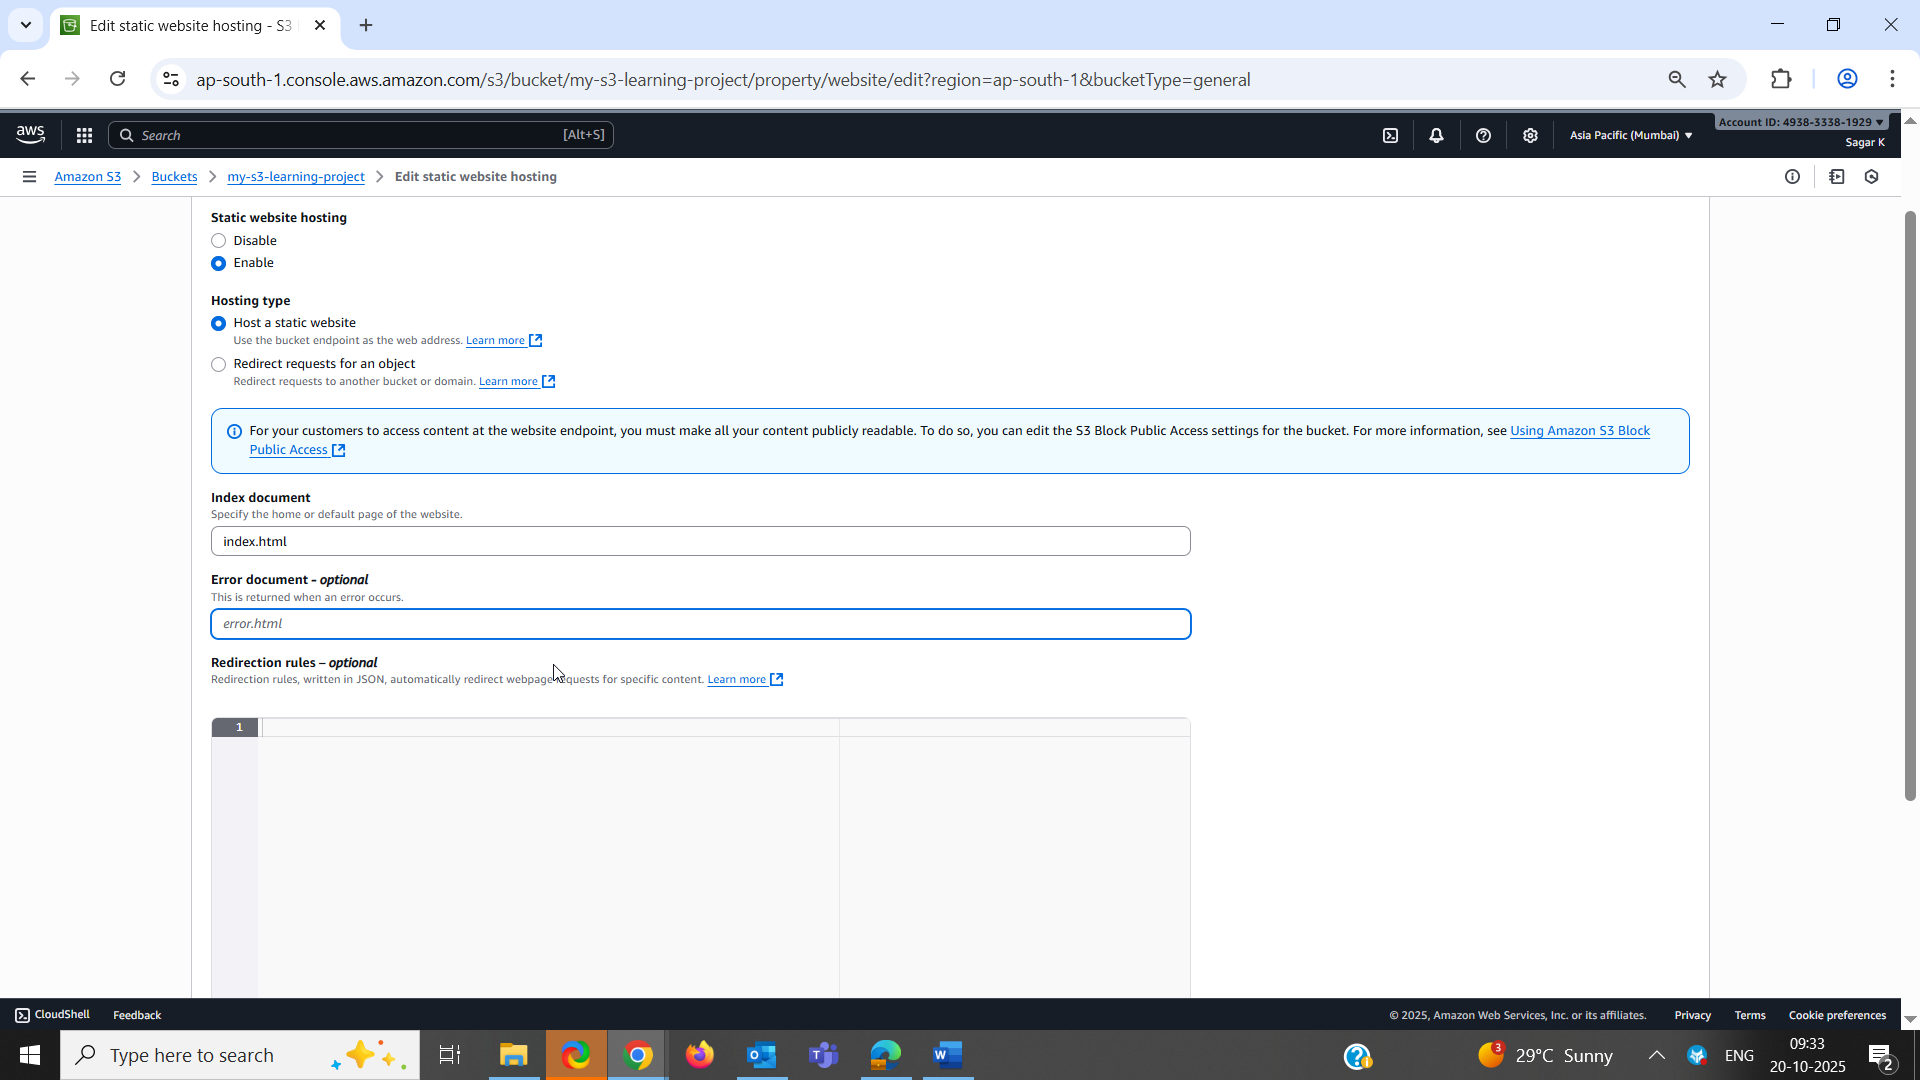 Edit static website hosting - S3
ap-south-1.console.aws.amazon.com/s3/bucket/my-s3-learning-project/property/website/edit?region=ap-south-1&bucketType=general
aws
Search
[Alt+S]
Asia Pacific (Mumbai)
Account ID: 4938-3338-1929
Sagar K
Amazon S3
Buckets
my-s3-learning-project
Edit static website hosting
Static website hosting
Disable
Enable
Hosting type
Host a static website
Use the bucket endpoint as the web address. Learn more
Redirect requests for an object
Redirect requests to another bucket or domain. Learn more
For your customers to access content at the website endpoint, you must make all your content publicly readable. To do so, you can edit the S3 Block Public Access settings for the bucket. For more information, see Using Amazon S3 Block
Public Access
Index document
Specify the home or default page of the website.
index.html
Error document – optional
This is returned when an error occurs.
error.html
Redirection rules – optional
Redirection rules, written in JSON, automatically redirect webpage requests for specific content. Learn more
1
CloudShell
Feedback
© 2025, Amazon Web Services, Inc. or its affiliates.
Privacy
Terms
Cookie preferences
Type here to search
3
29°C Sunny
ENG
09:33
20-10-2025
2